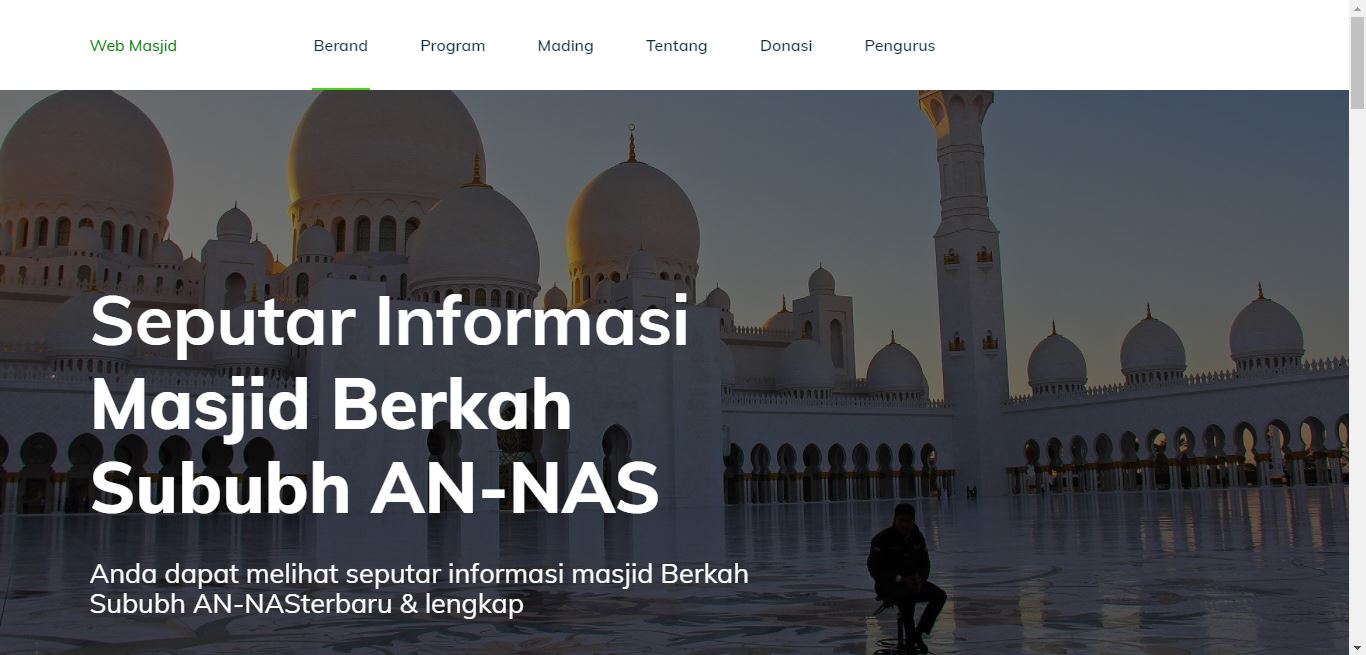 Web Masjid
Berand
Program
Mading
Tentang
Donasi
Pengurus
Seputar Informasi
Masjid Berkah
Sububh AN-NAS
Anda dapat melihat seputar informasi masjid Berkah
Sububh AN-NASterbaru & lengkap